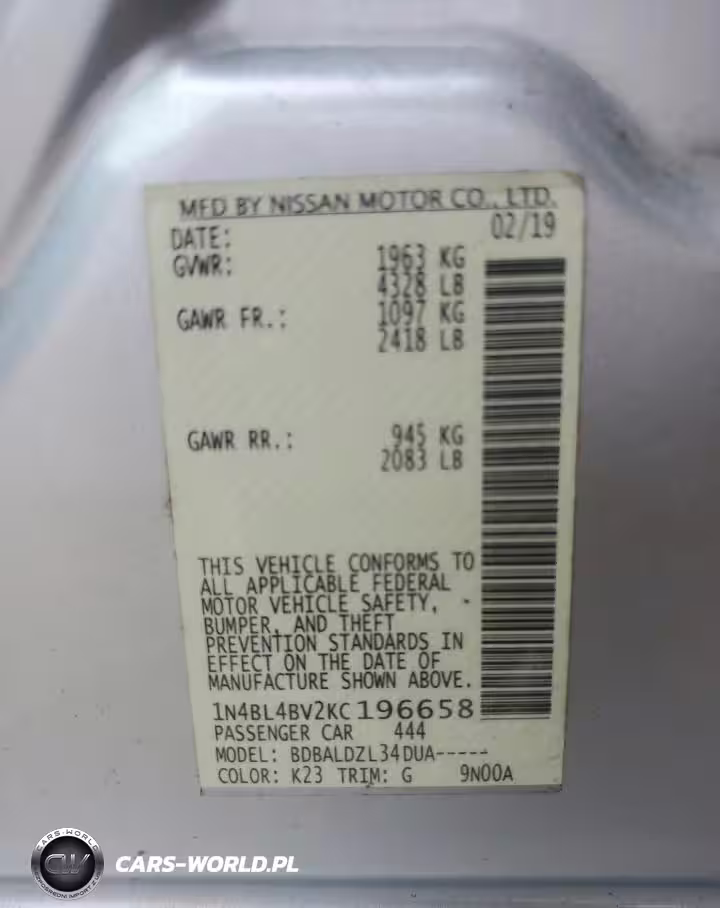 MFD BY NISSAN MOTOR CO., LTD.
DATE: 02/19
GVWR: 1963 KG
4328 LB
GAWR FR.: 1097 KG
2418 LB
GAWR RR.: 945 KG
2083 LB
THIS VEHICLE CONFORMS TO
ALL APPLICABLE FEDERAL
MOTOR VEHICLE SAFETY,
BUMPER, AND THEFT
PREVENTION STANDARDS IN
EFFECT ON THE DATE OF
MANUFACTURE SHOWN ABOVE.
1N4BL4BV2KC196658
PASSENGER CAR 444
MODEL: BDBALDZL34DUA-----
COLOR: K23 TRIM: G 9N00A
CARS-WORLD
CW
CARS-WORLD.PL